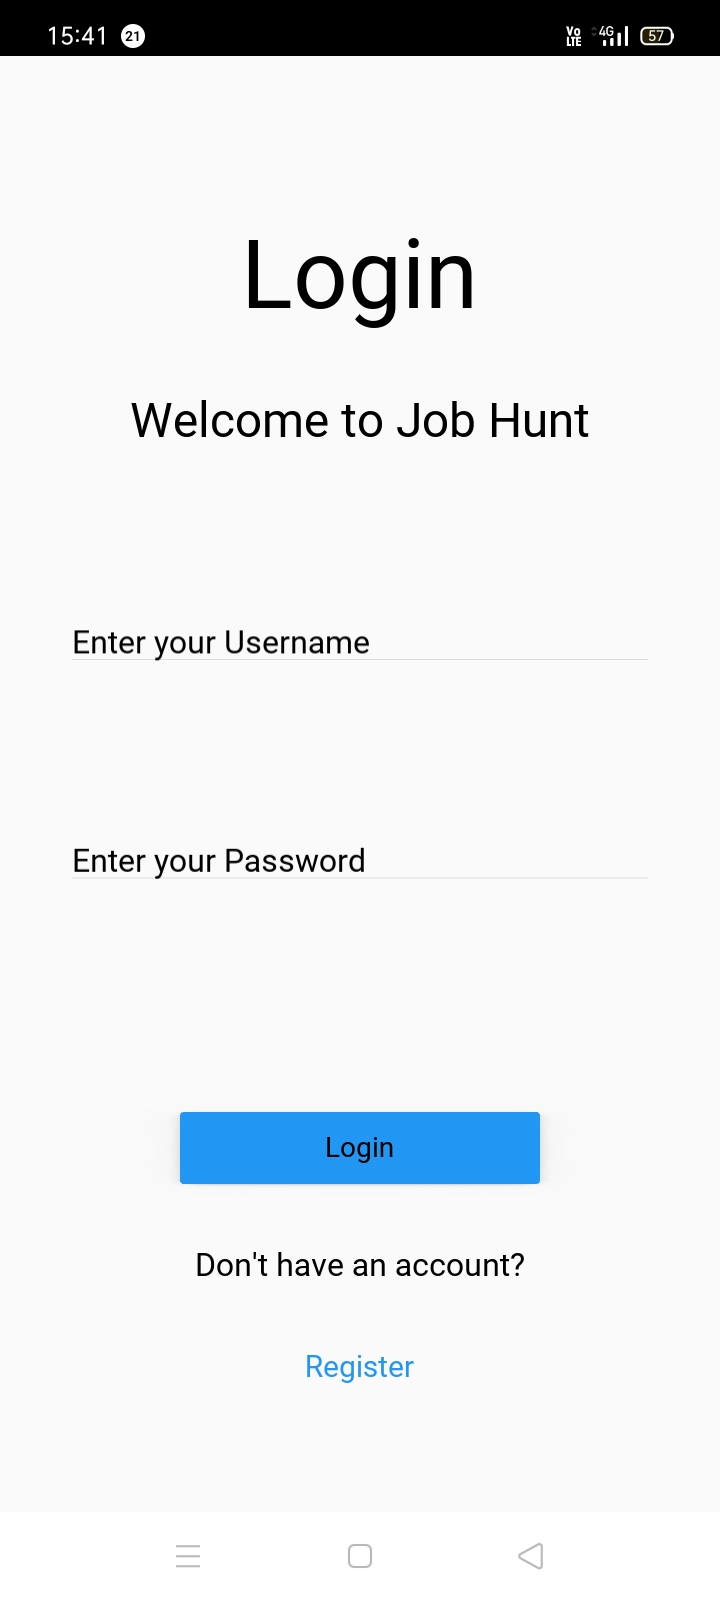 15:41 21 Vo LTE 4G 57
Login
Welcome to Job Hunt
Enter your Username
Enter your Password
Login
Don't have an account?
Register